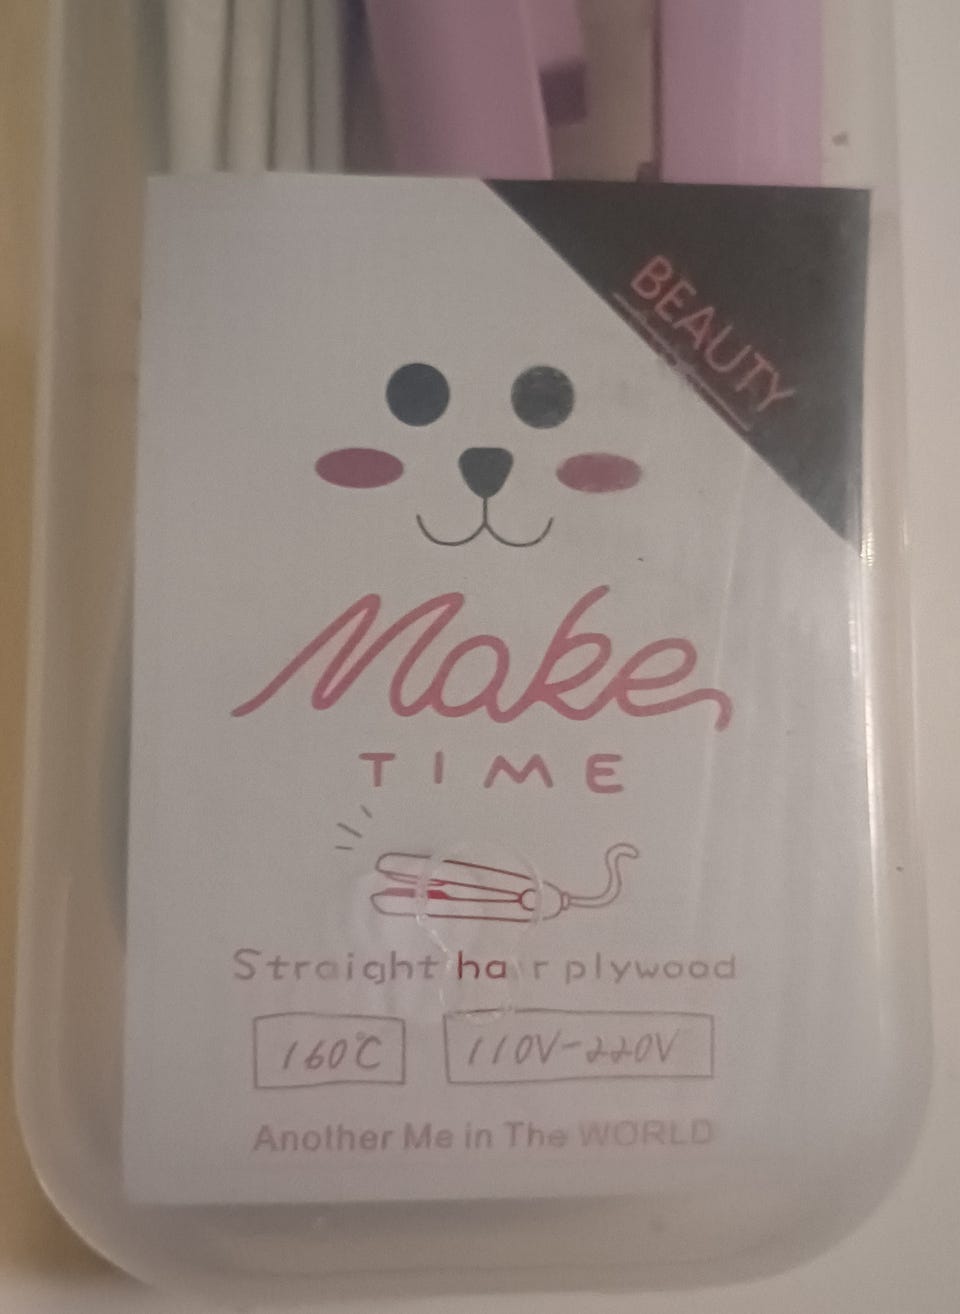 BEAUTY
Make
TIME
Straight hair plywood
160℃ 110V-220V
Another Me in The WORLD